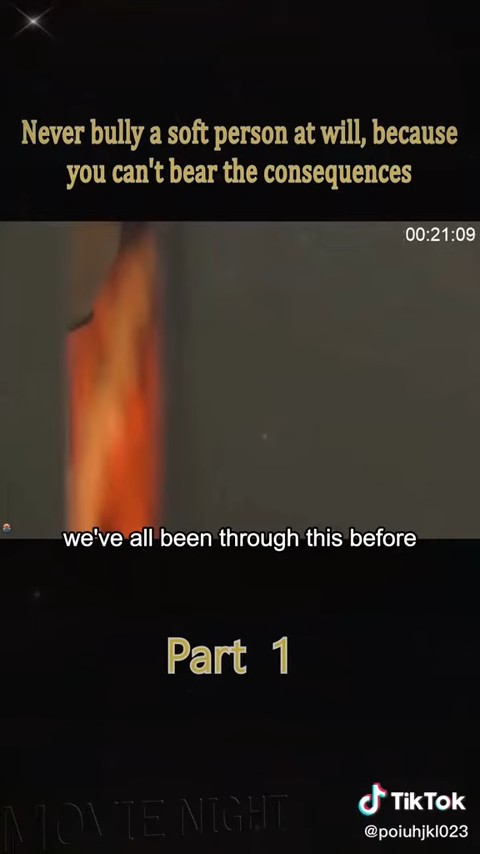 Never bully a soft person at will, because
you can't bear the consequences
00:21:09
we've all been through this before
Part 1
MOVIE NIGHT
TikTok
@poiuhjkl023